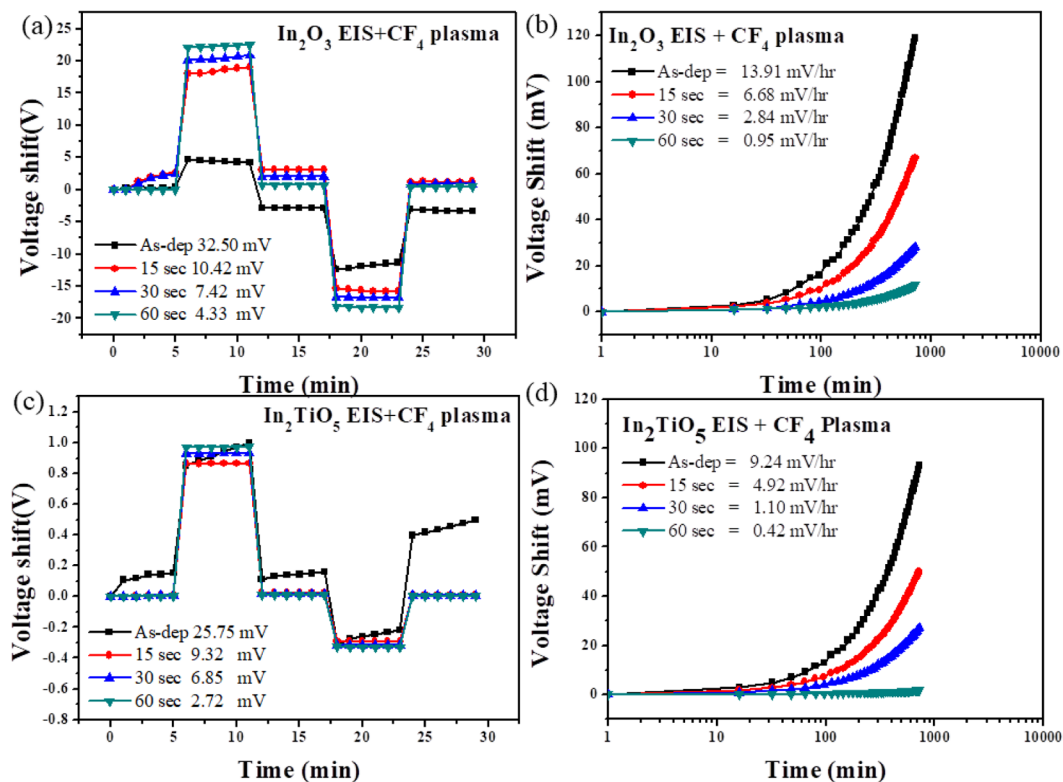 (a)
In2O3 EIS+CF4 plasma
25
20
15
10
5
0
-5
-10
-15
-20
Voltage shift(V)
As-dep 32.50 mV
15 sec 10.42 mV
30 sec 7.42 mV
60 sec 4.33 mV
0 5 10 15 20 25 30
Time (min)
(b)
In2O3 EIS + CF4 plasma
120
100
80
60
40
20
0
Voltage Shift (mV)
As-dep = 13.91 mV/hr
15 sec = 6.68 mV/hr
30 sec = 2.84 mV/hr
60 sec = 0.95 mV/hr
1 10 100 1000 10000
Time (min)
(c)
In2TiO5 EIS+CF4 plasma
1.0
0.8
0.6
0.4
0.2
0.0
-0.2
-0.4
-0.6
-0.8
Voltage shift(V)
As-dep 25.75 mV
15 sec 9.32 mV
30 sec 6.85 mV
60 sec 2.72 mV
0 5 10 15 20 25 30
Time (min)
(d)
In2TiO5 EIS + CF4 Plasma
120
100
80
60
40
20
0
Voltage Shift (mV)
As-dep = 9.24 mV/hr
15 sec = 4.92 mV/hr
30 sec = 1.10 mV/hr
60 sec = 0.42 mV/hr
1 10 100 1000 10000
Time (min)